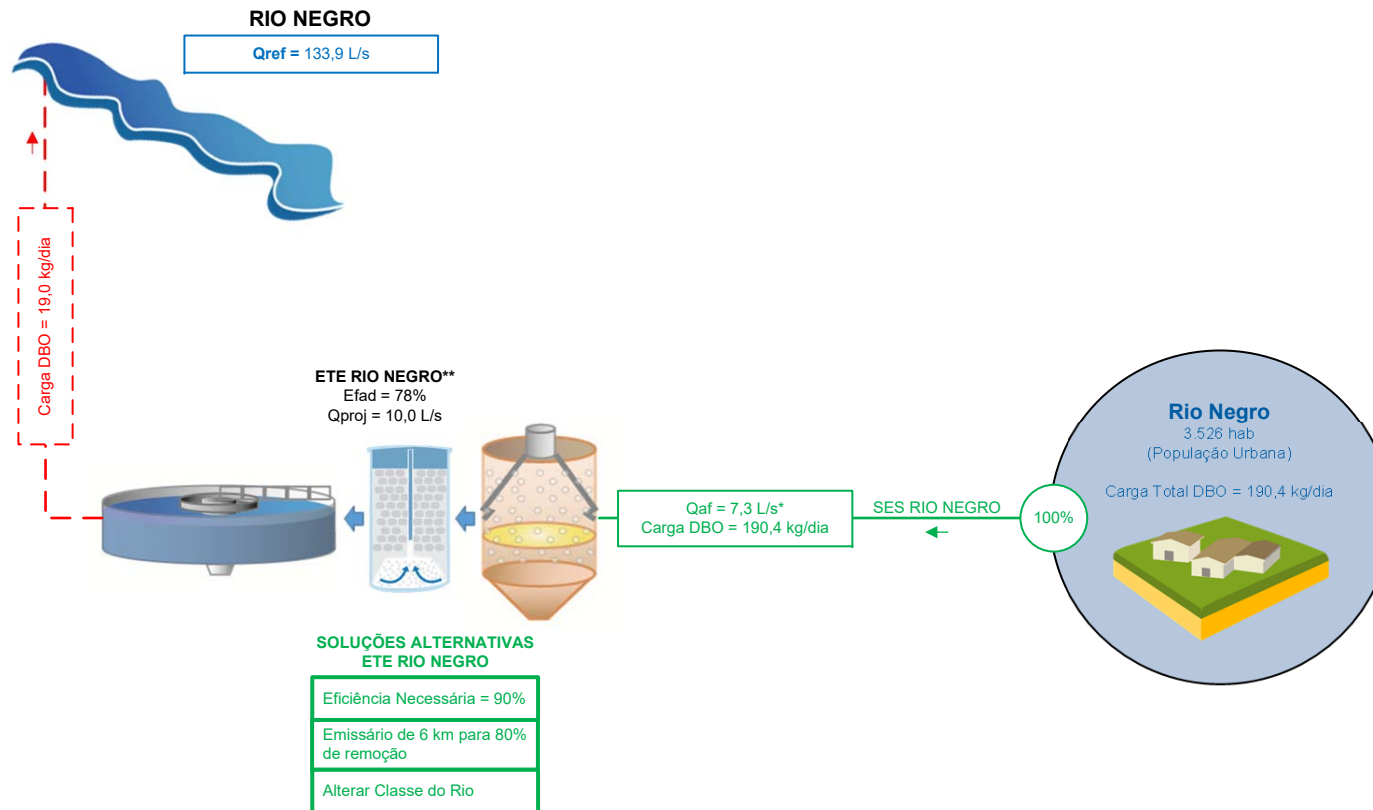 RIO NEGRO
Qref = 133,9 L/s
Carga DBO = 19,0 kg/dia
ETE RIO NEGRO**
Efad = 78%
Qproj = 10,0 L/s
Qaf = 7,3 L/s*
Carga DBO = 190,4 kg/dia
SES RIO NEGRO
100%
Rio Negro
3.526 hab
(População Urbana)
Carga Total DBO = 190,4 kg/dia
SOLUÇÕES ALTERNATIVAS
ETE RIO NEGRO
Eficiência Necessária = 90%
Emissário de 6 km para 80%
de remoção
Alterar Classe do Rio